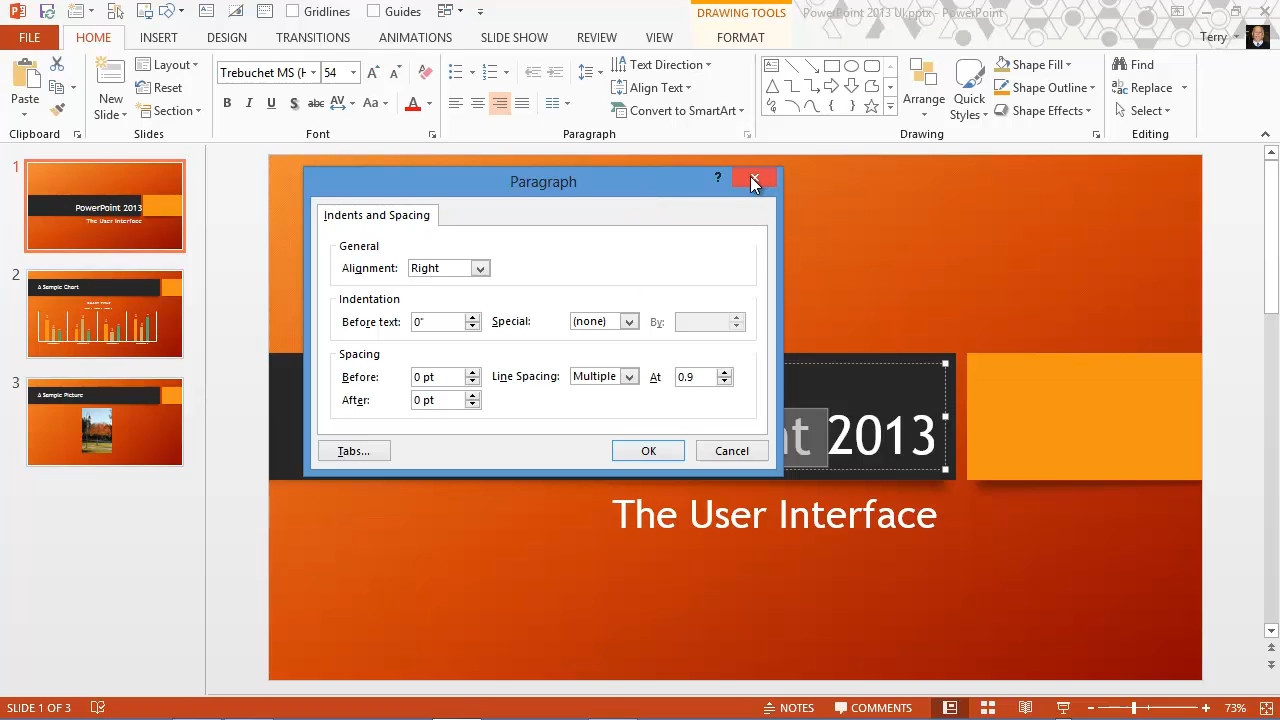 Gridlines
Guides
DRAWING TOOLS
PowerPoint 2013 UI.pptx - PowerPoint
FILE
HOME
INSERT
DESIGN
TRANSITIONS
ANIMATIONS
SLIDE SHOW
REVIEW
VIEW
FORMAT
Terry
Paste
New
Slide
Layout
Reset
Section
Trebuchet MS (H
54
B I U S abc AV Aa A
Text Direction
Align Text
Convert to SmartArt
Arrange
Quick
Styles
Shape Fill
Shape Outline
Shape Effects
Find
Replace
Select
Clipboard
Slides
Font
Paragraph
Drawing
Editing
1
PowerPoint 2013
The User Interface
2
A Sample Chart
3
A Sample Picture
Paragraph
?
Indents and Spacing
General
Alignment: Right
Indentation
Before text: 0" Special: (none) By:
Spacing
Before: 0 pt Line Spacing: Multiple At 0.9
After: 0 pt
Tabs... OK Cancel
nt 2013
The User Interface
SLIDE 1 OF 3
NOTES
COMMENTS
73%